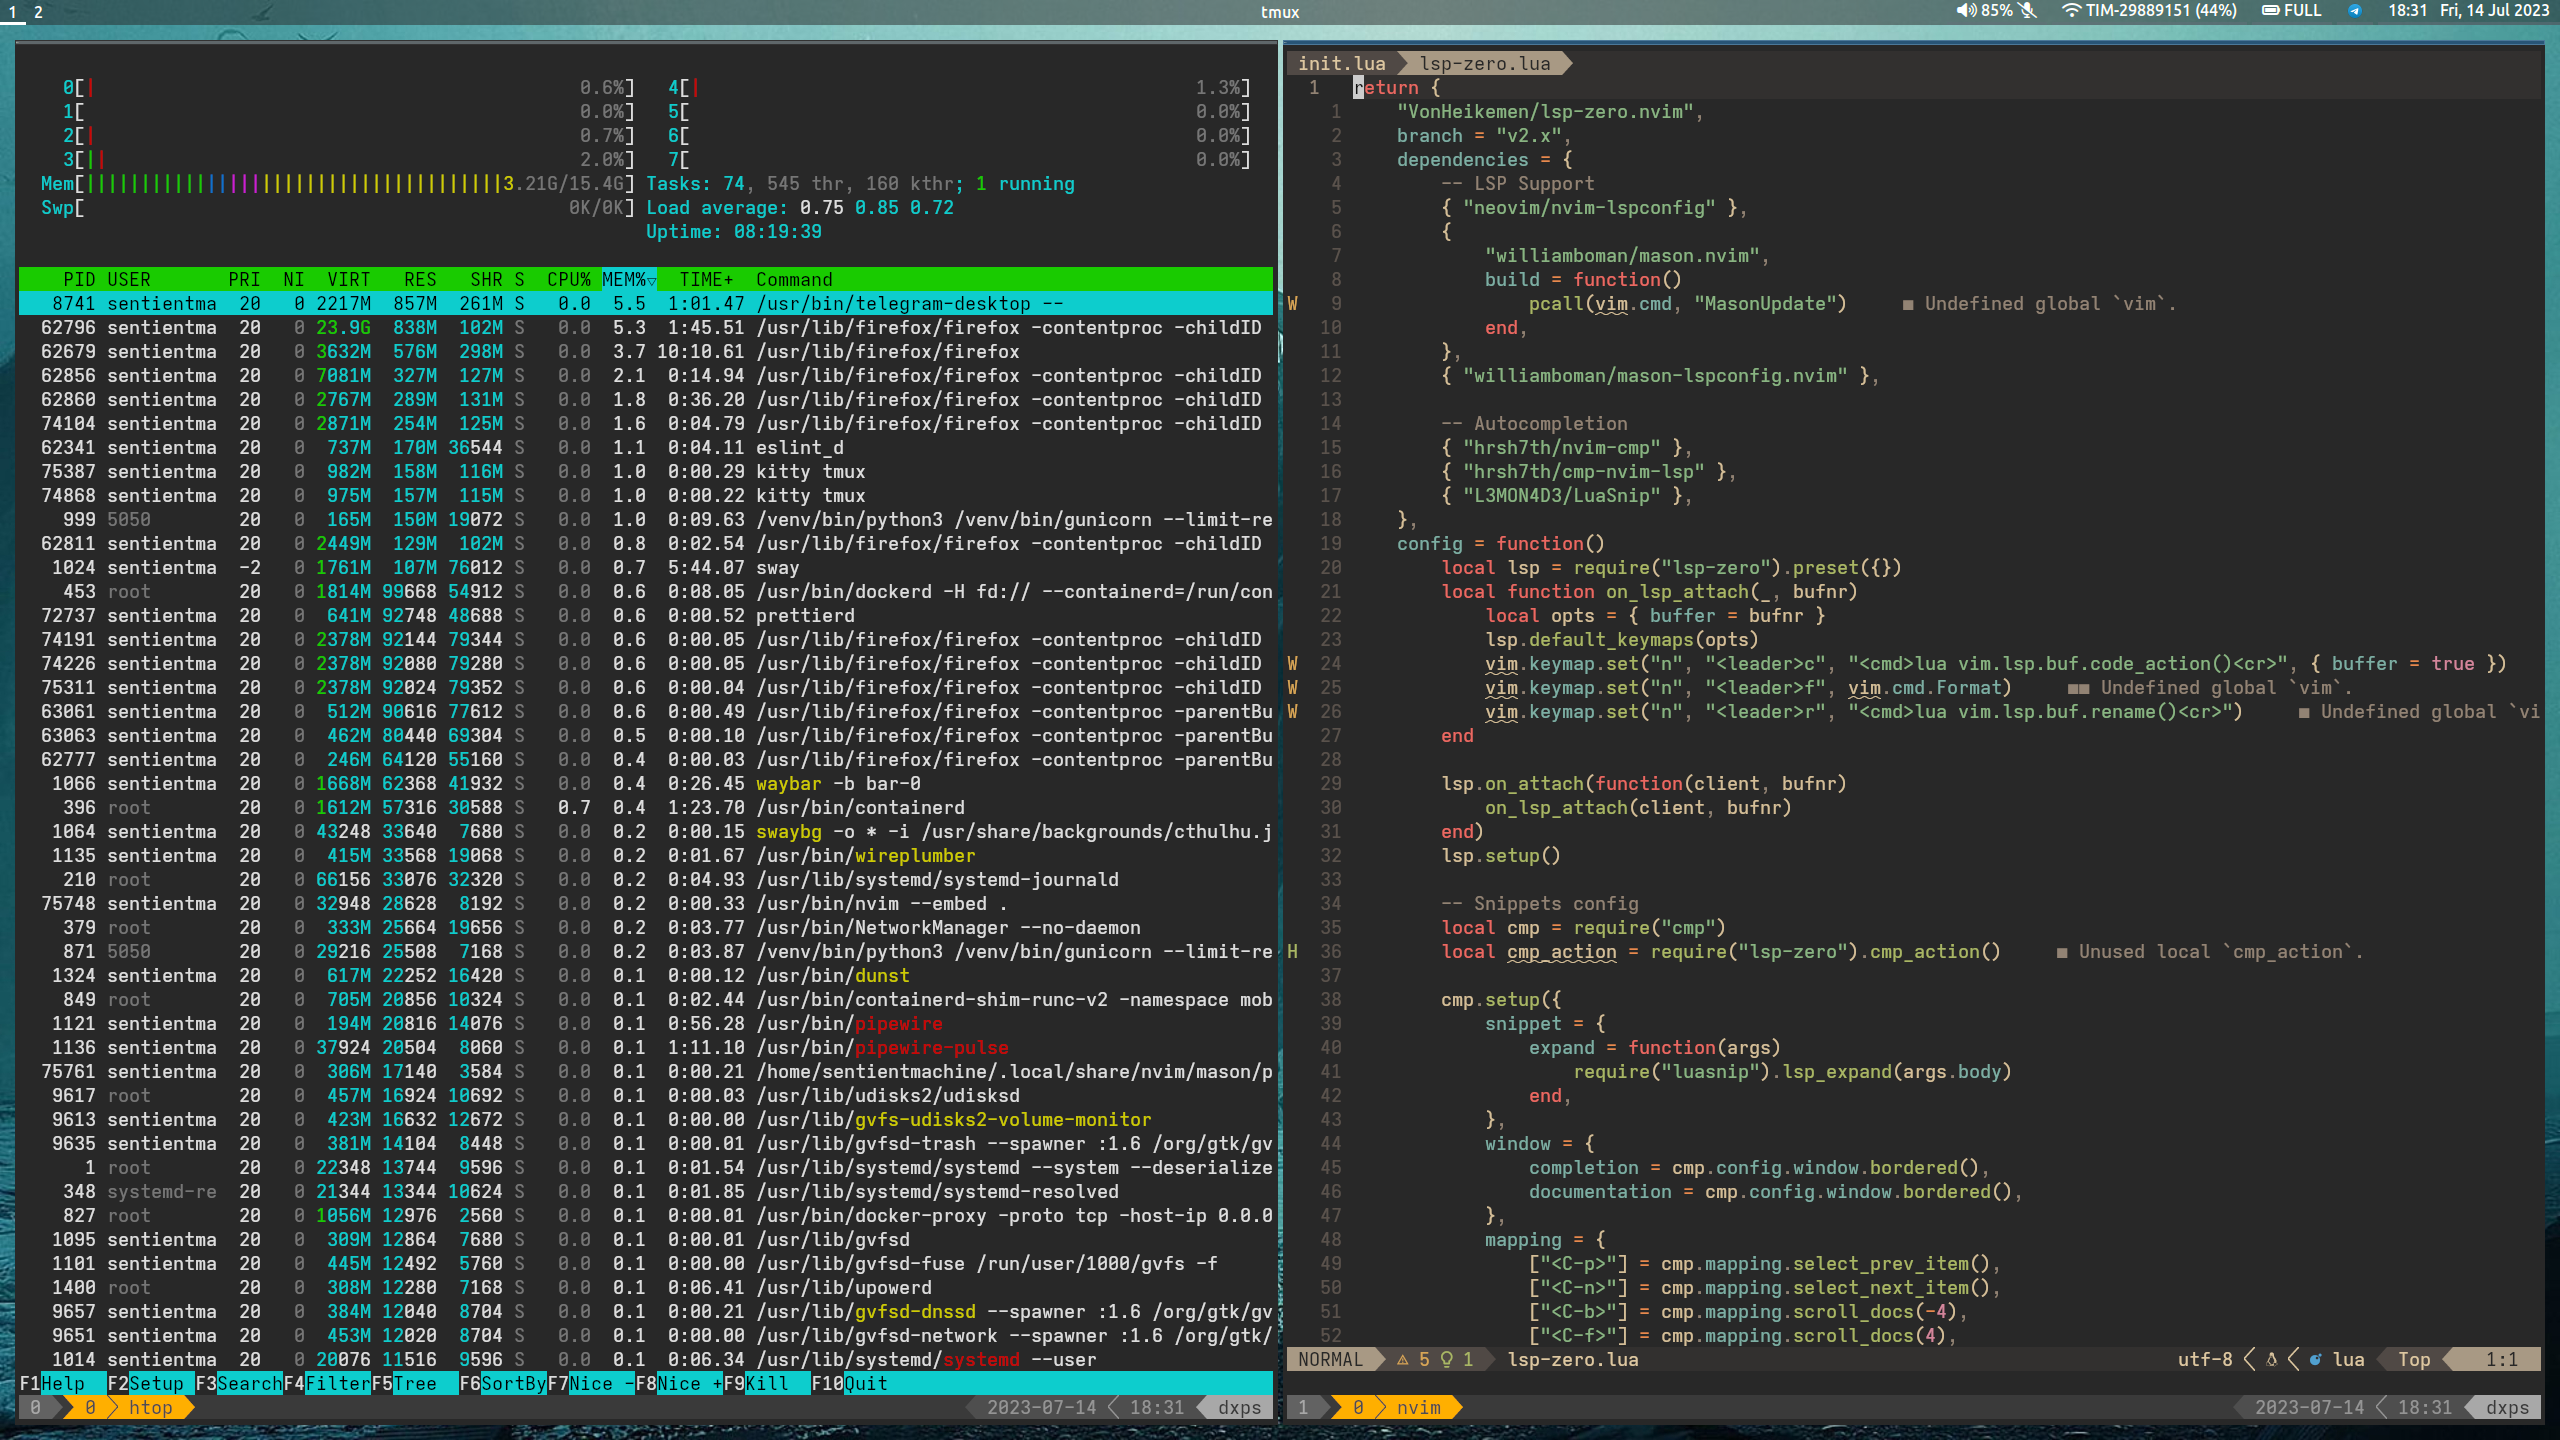 1 2 tmux 85% TIM-29889151 (44%) FULL 18:31 Fri, 14 Jul 2023
0[| 0.6%] 4[| 1.3%]
1[ 0.0%] 5[ 0.0%]
2[| 0.7%] 6[ 0.0%]
3[|| 2.0%] 7[ 0.0%]
Mem[||||||||||||||||||||||||||||||||||||||3.21G/15.4G] Tasks: 74, 545 thr, 160 kthr; 1 running
Swp[ 0K/0K] Load average: 0.75 0.85 0.72
Uptime: 08:19:39
PID USER PRI NI VIRT RES SHR S CPU% MEM%▽ TIME+ Command
8741 sentientma 20 0 2217M 857M 261M S 0.0 5.5 1:01.47 /usr/bin/telegram-desktop --
62796 sentientma 20 0 23.9G 838M 102M S 0.0 5.3 1:45.51 /usr/lib/firefox/firefox -contentproc -childID
62679 sentientma 20 0 3632M 576M 298M S 0.0 3.7 10:10.61 /usr/lib/firefox/firefox
62856 sentientma 20 0 7081M 327M 127M S 0.0 2.1 0:14.94 /usr/lib/firefox/firefox -contentproc -childID
62860 sentientma 20 0 2767M 289M 131M S 0.0 1.8 0:36.20 /usr/lib/firefox/firefox -contentproc -childID
74104 sentientma 20 0 2871M 254M 125M S 0.0 1.6 0:04.79 /usr/lib/firefox/firefox -contentproc -childID
62341 sentientma 20 0 737M 170M 36544 S 0.0 1.1 0:04.11 eslint_d
75387 sentientma 20 0 982M 158M 116M S 0.0 1.0 0:00.29 kitty tmux
74868 sentientma 20 0 975M 157M 115M S 0.0 1.0 0:00.22 kitty tmux
999 5050 20 0 165M 150M 19072 S 0.0 1.0 0:09.63 /venv/bin/python3 /venv/bin/gunicorn --limit-re
62811 sentientma 20 0 2449M 129M 102M S 0.0 0.8 0:02.54 /usr/lib/firefox/firefox -contentproc -childID
1024 sentientma -2 0 1761M 107M 76012 S 0.0 0.7 5:44.07 sway
453 root 20 0 1814M 99668 54912 S 0.0 0.6 0:08.05 /usr/bin/dockerd -H fd:// --containerd=/run/con
72737 sentientma 20 0 641M 92748 48688 S 0.0 0.6 0:00.52 prettierd
74191 sentientma 20 0 2378M 92144 79344 S 0.0 0.6 0:00.05 /usr/lib/firefox/firefox -contentproc -childID
74226 sentientma 20 0 2378M 92080 79280 S 0.0 0.6 0:00.05 /usr/lib/firefox/firefox -contentproc -childID
75311 sentientma 20 0 2378M 92024 79352 S 0.0 0.6 0:00.04 /usr/lib/firefox/firefox -contentproc -childID
63061 sentientma 20 0 512M 90616 77612 S 0.0 0.6 0:00.49 /usr/lib/firefox/firefox -contentproc -parentBu
63063 sentientma 20 0 462M 80440 69304 S 0.0 0.5 0:00.10 /usr/lib/firefox/firefox -contentproc -parentBu
62777 sentientma 20 0 246M 64120 55160 S 0.0 0.4 0:00.03 /usr/lib/firefox/firefox -contentproc -parentBu
1066 sentientma 20 0 1668M 62368 41932 S 0.0 0.4 0:26.45 waybar -b bar-0
396 root 20 0 1612M 57316 30588 S 0.7 0.4 1:23.70 /usr/bin/containerd
1064 sentientma 20 0 43248 33640 7680 S 0.0 0.2 0:00.15 swaybg -o * -i /usr/share/backgrounds/cthulhu.j
1135 sentientma 20 0 415M 33568 19068 S 0.0 0.2 0:01.67 /usr/bin/wireplumber
210 root 20 0 66156 33076 32320 S 0.0 0.2 0:04.93 /usr/lib/systemd/systemd-journald
75748 sentientma 20 0 32948 28628 8192 S 0.0 0.2 0:00.33 /usr/bin/nvim --embed .
379 root 20 0 333M 25664 19656 S 0.0 0.2 0:03.77 /usr/bin/NetworkManager --no-daemon
871 5050 20 0 29216 25508 7168 S 0.0 0.2 0:03.87 /venv/bin/python3 /venv/bin/gunicorn --limit-re
1324 sentientma 20 0 617M 22252 16420 S 0.0 0.1 0:00.12 /usr/bin/dunst
849 root 20 0 705M 20856 10324 S 0.0 0.1 0:02.44 /usr/bin/containerd-shim-runc-v2 -namespace mob
1121 sentientma 20 0 194M 20816 14076 S 0.0 0.1 0:56.28 /usr/bin/pipewire
1136 sentientma 20 0 37924 20504 8060 S 0.0 0.1 1:11.10 /usr/bin/pipewire-pulse
75761 sentientma 20 0 306M 17140 3584 S 0.0 0.1 0:00.21 /home/sentientmachine/.local/share/nvim/mason/p
9617 root 20 0 457M 16924 10692 S 0.0 0.1 0:00.03 /usr/lib/udisks2/udisksd
9613 sentientma 20 0 423M 16632 12672 S 0.0 0.1 0:00.00 /usr/lib/gvfs-udisks2-volume-monitor
9635 sentientma 20 0 381M 14104 8448 S 0.0 0.1 0:00.01 /usr/lib/gvfsd-trash --spawner :1.6 /org/gtk/gv
1 root 20 0 22348 13744 9596 S 0.0 0.1 0:01.54 /usr/lib/systemd/systemd --system --deserialize
348 systemd-re 20 0 21344 13344 10624 S 0.0 0.1 0:01.85 /usr/lib/systemd/systemd-resolved
827 root 20 0 1056M 12976 2560 S 0.0 0.1 0:00.01 /usr/bin/docker-proxy -proto tcp -host-ip 0.0.0
1095 sentientma 20 0 309M 12864 7680 S 0.0 0.1 0:00.01 /usr/lib/gvfsd
1101 sentientma 20 0 445M 12492 5760 S 0.0 0.1 0:00.00 /usr/lib/gvfsd-fuse /run/user/1000/gvfs -f
1400 root 20 0 308M 12280 7168 S 0.0 0.1 0:06.41 /usr/lib/upowerd
9657 sentientma 20 0 384M 12040 8704 S 0.0 0.1 0:00.21 /usr/lib/gvfsd-dnssd --spawner :1.6 /org/gtk/gv
9651 sentientma 20 0 453M 12020 8704 S 0.0 0.1 0:00.00 /usr/lib/gvfsd-network --spawner :1.6 /org/gtk/
1014 sentientma 20 0 20076 11516 9596 S 0.0 0.1 0:06.34 /usr/lib/systemd/systemd --user
F1Help F2Setup F3SearchF4FilterF5Tree F6SortByF7Nice -F8Nice +F9Kill F10Quit
0 0 htop 2023-07-14 18:31 dxps
init.lua lsp-zero.lua
1 return {
1 "VonHeikemen/lsp-zero.nvim",
2 branch = "v2.x",
3 dependencies = {
4 -- LSP Support
5 { "neovim/nvim-lspconfig" },
6 {
7 "williamboman/mason.nvim",
8 build = function()
W 9 pcall(vim.cmd, "MasonUpdate") ■ Undefined global `vim`.
10 end,
11 },
12 { "williamboman/mason-lspconfig.nvim" },
13
14 -- Autocompletion
15 { "hrsh7th/nvim-cmp" },
16 { "hrsh7th/cmp-nvim-lsp" },
17 { "L3MON4D3/LuaSnip" },
18 },
19 config = function()
20 local lsp = require("lsp-zero").preset({})
21 local function on_lsp_attach(_, bufnr)
22 local opts = { buffer = bufnr }
23 lsp.default_keymaps(opts)
W 24 vim.keymap.set("n", "<leader>c", "<cmd>lua vim.lsp.buf.code_action()<cr>", { buffer = true })
W 25 vim.keymap.set("n", "<leader>f", vim.cmd.Format) ■■ Undefined global `vim`.
W 26 vim.keymap.set("n", "<leader>r", "<cmd>lua vim.lsp.buf.rename()<cr>") ■ Undefined global `vi
27 end
28
29 lsp.on_attach(function(client, bufnr)
30 on_lsp_attach(client, bufnr)
31 end)
32 lsp.setup()
33
34 -- Snippets config
35 local cmp = require("cmp")
H 36 local cmp_action = require("lsp-zero").cmp_action() ■ Unused local `cmp_action`.
37
38 cmp.setup({
39 snippet = {
40 expand = function(args)
41 require("luasnip").lsp_expand(args.body)
42 end,
43 },
44 window = {
45 completion = cmp.config.window.bordered(),
46 documentation = cmp.config.window.bordered(),
47 },
48 mapping = {
49 ["<C-p>"] = cmp.mapping.select_prev_item(),
50 ["<C-n>"] = cmp.mapping.select_next_item(),
51 ["<C-b>"] = cmp.mapping.scroll_docs(-4),
52 ["<C-f>"] = cmp.mapping.scroll_docs(4),
NORMAL 5 1 lsp-zero.lua utf-8 lua Top 1:1
1 0 nvim 2023-07-14 18:31 dxps